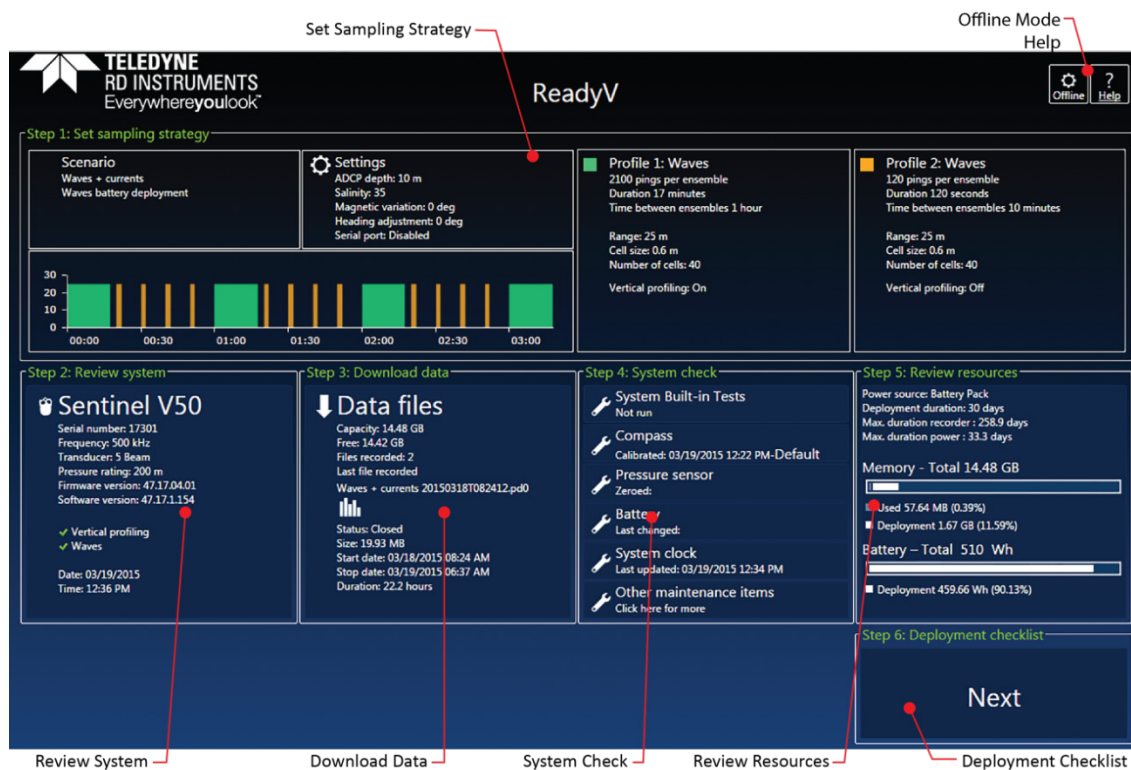 Set Sampling Strategy
Offline Mode
Help
TELEDYNE
RD INSTRUMENTS
Everywhereyoulook™
ReadyV
Offline
?
Help
Step 1: Set sampling strategy
Scenario
Waves + currents
Waves battery deployment
Settings
ADCP depth: 10 m
Salinity: 35
Magnetic variation: 0 deg
Heading adjustment: 0 deg
Serial port: Disabled
Profile 1: Waves
2100 pings per ensemble
Duration 17 minutes
Time between ensembles 1 hour
Range: 25 m
Cell size: 0.6 m
Number of cells: 40
Vertical profiling: On
Profile 2: Waves
120 pings per ensemble
Duration 120 seconds
Time between ensembles 10 minutes
Range: 25 m
Cell size: 0.6 m
Number of cells: 40
Vertical profiling: Off
30
20
10
0
00:00 00:30 01:00 01:30 02:00 02:30 03:00
Step 2: Review system
Sentinel V50
Serial number: 17301
Frequency: 500 kHz
Transducer: 5 Beam
Pressure rating: 200 m
Firmware version: 47.17.04.01
Software version: 47.17.1.154
Vertical profiling
Waves
Date: 03/19/2015
Time: 12:36 PM
Step 3: Download data
Data files
Capacity: 14.48 GB
Free: 14.42 GB
Files recorded: 2
Last file recorded
Waves + currents 20150318T082412.pd0
Status: Closed
Size: 19.93 MB
Start date: 03/18/2015 08:24 AM
Stop date: 03/19/2015 06:37 AM
Duration: 22.2 hours
Step 4: System check
System Built-in Tests
Not run
Compass
Calibrated: 03/19/2015 12:22 PM-Default
Pressure sensor
Zeroed:
Battery
Last changed:
System clock
Last updated: 03/19/2015 12:34 PM
Other maintenance items
Click here for more
Step 5: Review resources
Power source: Battery Pack
Deployment duration: 30 days
Max. duration recorder : 258.9 days
Max. duration power : 33.3 days
Memory - Total 14.48 GB
Used 57.64 MB (0.39%)
Deployment 1.67 GB (11.59%)
Battery – Total 510 Wh
Deployment 459.66 Wh (90.13%)
Step 6: Deployment checklist
Next
Review System
Download Data
System Check
Review Resources
Deployment Checklist